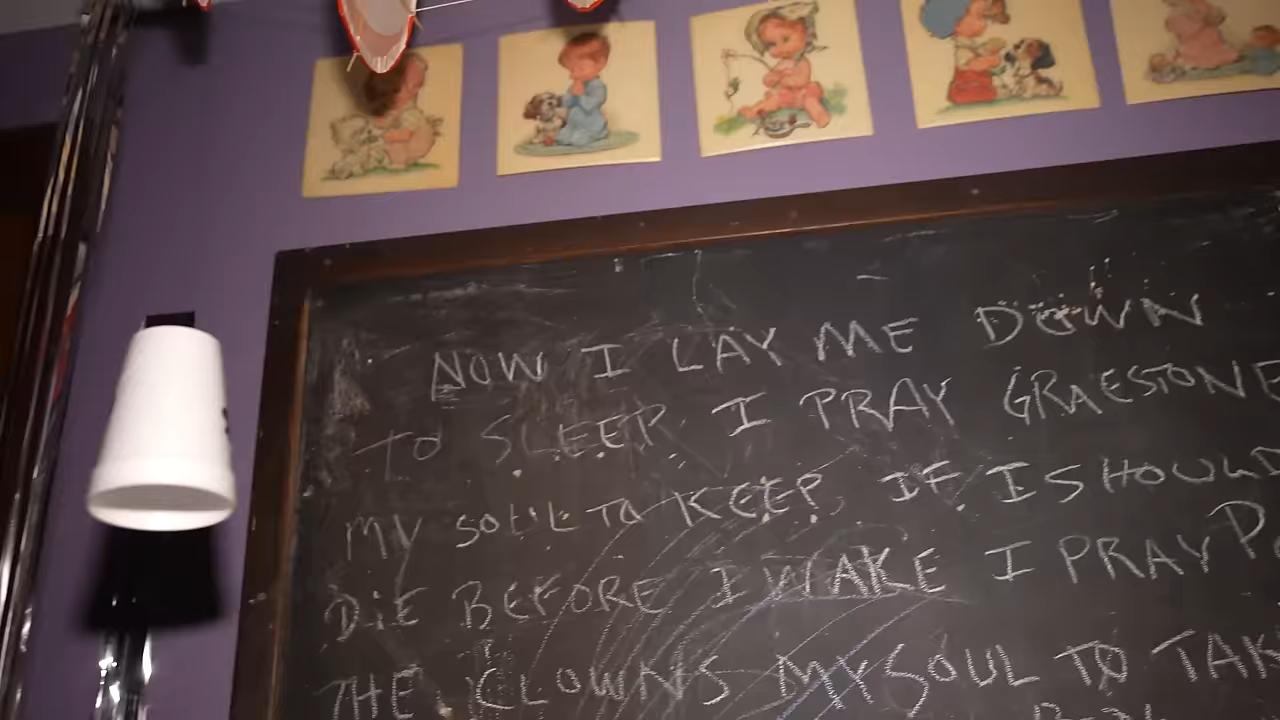 NOW I LAY ME DOWN
TO SLEEP I PRAY GRAESTONE
MY SOUL TO KEEP, IF I SHOULD
DIE BEFORE I WAKE I PRAY P
THE CLOWNS MY SOUL TO TAK